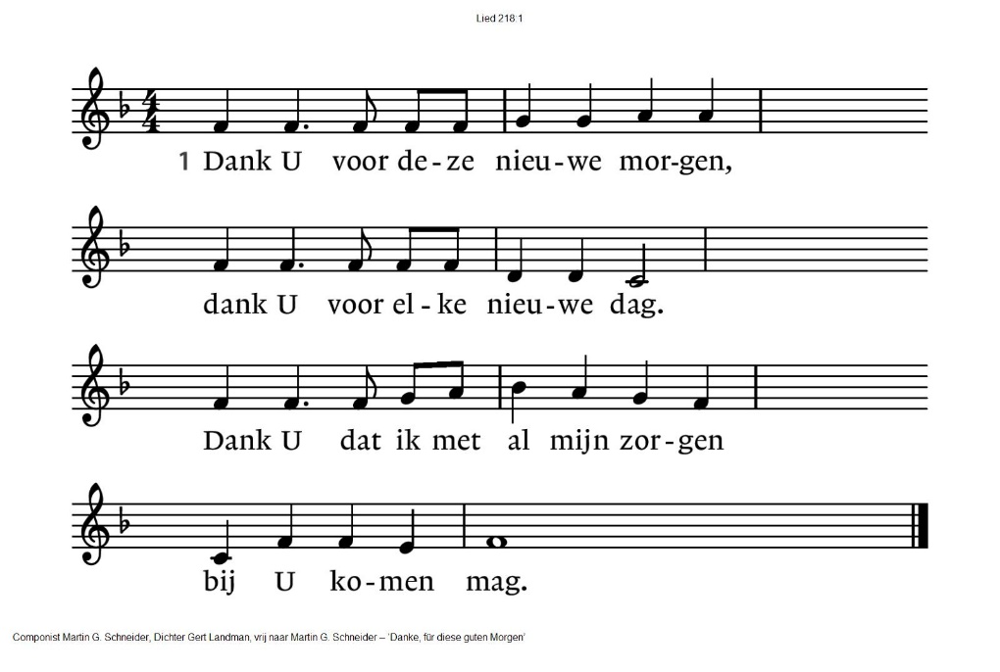 Lied 218:1
1 Dank U voor de - ze nieu - we mor-gen,
dank U voor el - ke nieu - we dag.
Dank U dat ik met al mijn zor - gen
bij U ko - men mag.
Componist Martin G. Schneider, Dichter Gert Landman, vrij naar Martin G. Schneider – ’Danke, für diese guten Morgen’